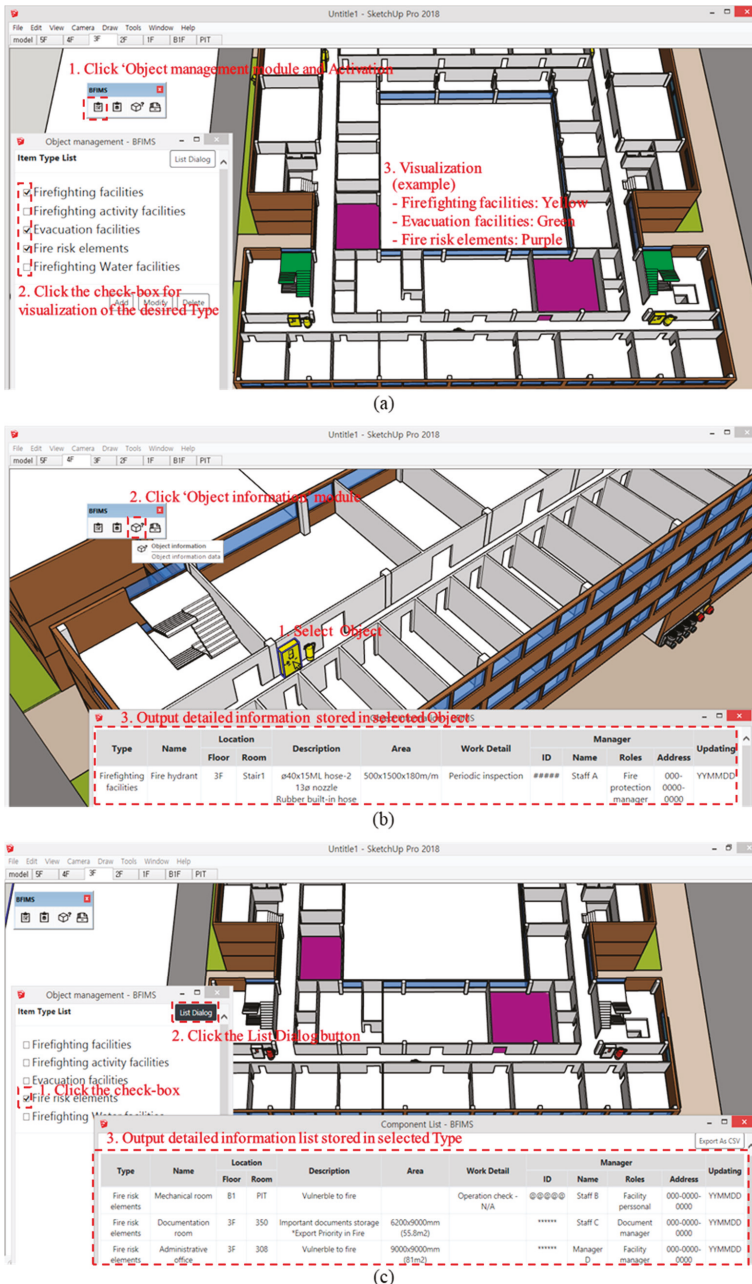 Untitle1 - SketchUp Pro 2018
File Edit View Camera Draw Tools Window Help
model 5F 4F 3F 2F 1F B1F PIT
1. Click ‘Object management module and Activation
BFIMS
Object management - BFIMS
Item Type List
List Dialog
Firefighting facilities
Firefighting activity facilities
Evacuation facilities
Fire risk elements
Firefighting Water facilities
Add Modify Delete
2. Click the check-box for
visualization of the desired Type
3. Visualization
(example)
- Firefighting facilities: Yellow
- Evacuation facilities: Green
- Fire risk elements: Purple
(a)
Untitle1 - SketchUp Pro 2018
File Edit View Camera Draw Tools Window Help
model 5F 4F 3F 2F 1F B1F PIT
2. Click ‘Object information’ module
BFIMS
Object information
Object information data
1. Select Object
3. Output detailed information stored in selected Object
Type Name Location Description Area Work Detail Manager Updating
Floor Room ID Name Roles Address
Firefighting Fire hydrant 3F Stair1 ø40x15ML hose-2 500x1500x180m/m Periodic inspection ##### Staff A Fire 000- YYMMDD
facilities 13ø nozzle protection 0000-
Rubber built-in hose manager 0000
(b)
Untitle1 - SketchUp Pro 2018
File Edit View Camera Draw Tools Window Help
model 5F 4F 3F 2F 1F B1F PIT
BFIMS
Object management - BFIMS
Item Type List
List Dialog
2. Click the List Dialog button
Firefighting facilities
Firefighting activity facilities
Evacuation facilities
1. Click the check-box
Fire risk elements
Firefighting Water facilities
Component List - BFIMS
3. Output detailed information list stored in selected Type
Export As CSV
Type Name Location Description Area Work Detail Manager Updating
Floor Room ID Name Roles Address
Fire risk Mechanical room B1 PIT Vulnerble to fire Operation check - @@@@@ Staff B Facility 000-0000- YYMMDD
elements N/A perssonal 0000
Fire risk Documentation 3F 350 Important documents storage 6200x9000mm ****** Staff C Document 000-0000- YYMMDD
elements room *Export Priority in Fire (55.8m2) manager 0000
Fire risk Administrative 3F 308 Vulnerble to fire 9000x9000mm ****** Manager Facility 000-0000- YYMMDD
elements office (81m2) D manager 0000
(c)